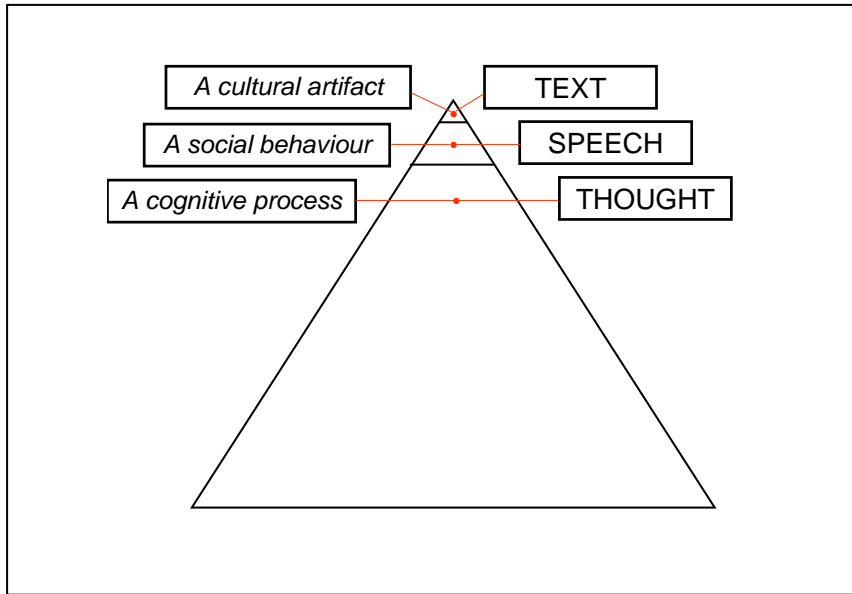 A cultural artifact TEXT
A social behaviour SPEECH
A cognitive process THOUGHT